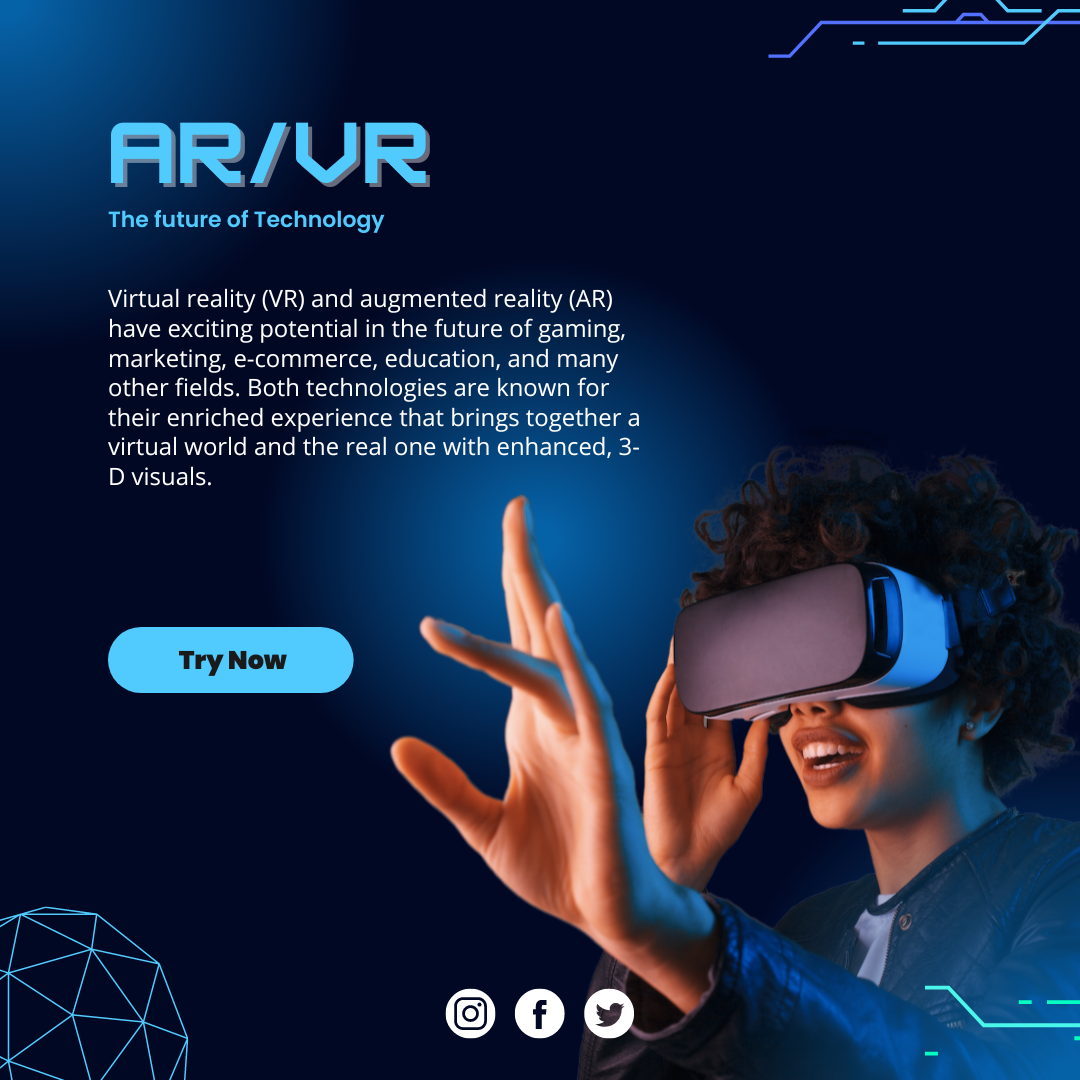 AR/VR
The future of Technology
Virtual reality (VR) and augmented reality (AR)
have exciting potential in the future of gaming,
marketing, e-commerce, education, and many
other fields. Both technologies are known for
their enriched experience that brings together a
virtual world and the real one with enhanced, 3-
D visuals.
Try Now